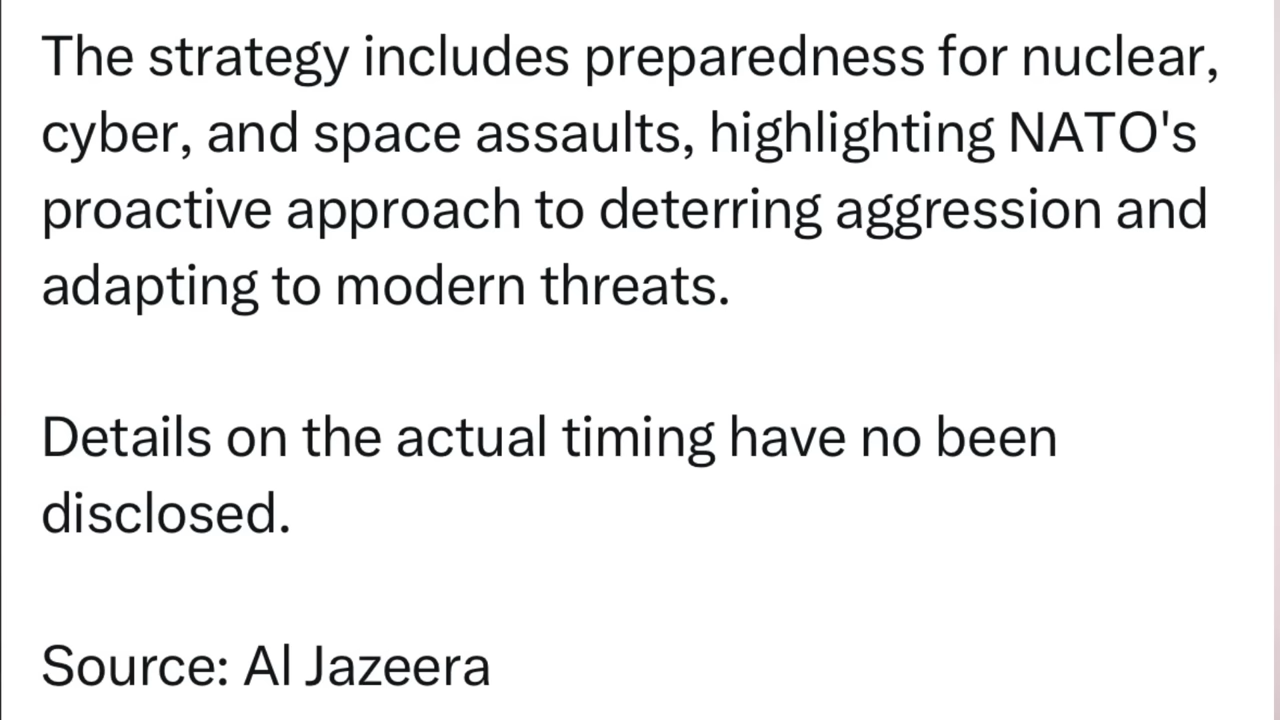 The strategy includes preparedness for nuclear,
cyber, and space assaults, highlighting NATO's
proactive approach to deterring aggression and
adapting to modern threats.
Details on the actual timing have no been
disclosed.
Source: Al Jazeera